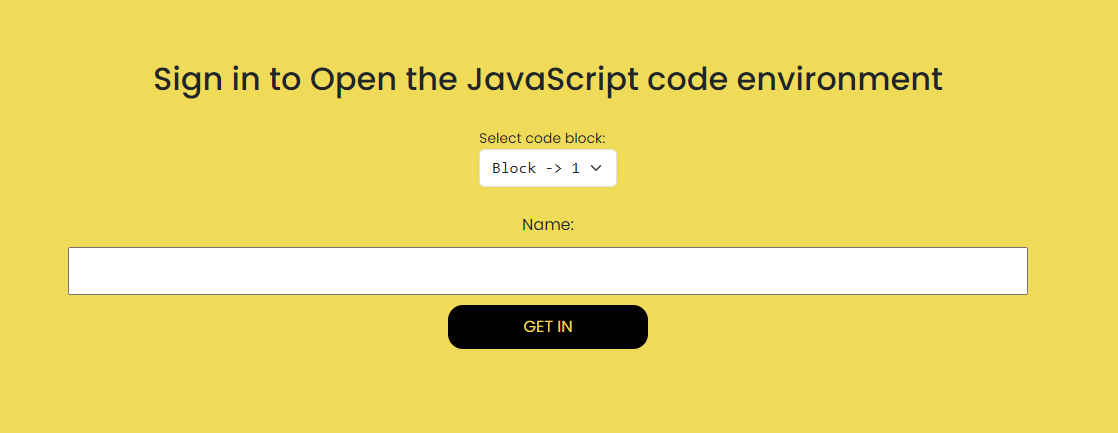 Sign in to Open the JavaScript code environment
Select code block:
Block -> 1
Name:
GET IN